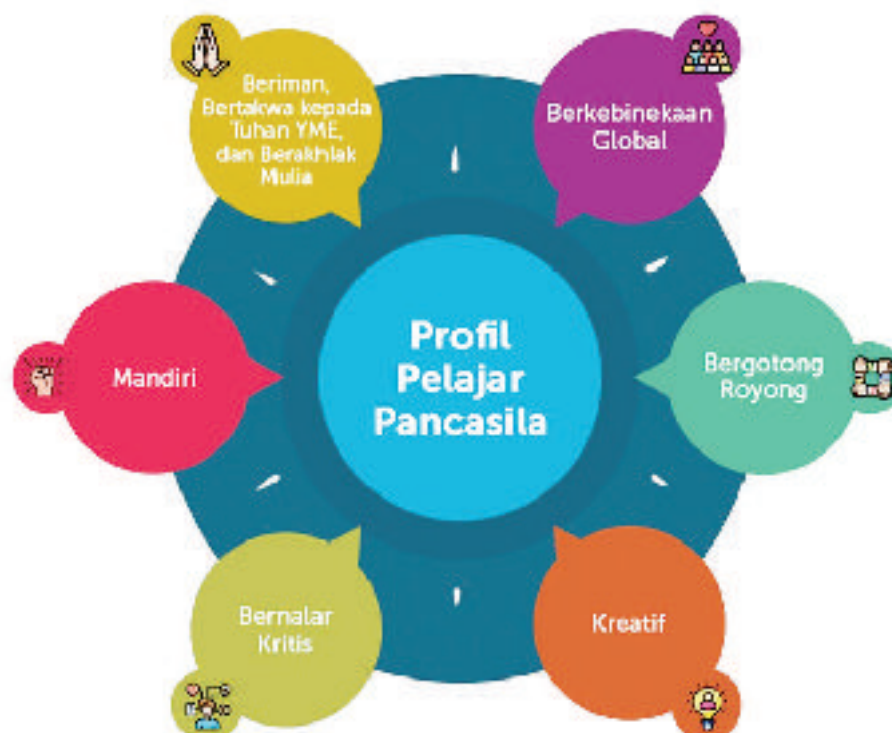 Beriman,
Bertakwa kepada
Tuhan YME,
dan Berakhlak
Mulia
Berkebinekaan
Global
Mandiri
Profil
Pelajar
Pancasila
Bergotong
Royong
Bernalar
Kritis
Kreatif